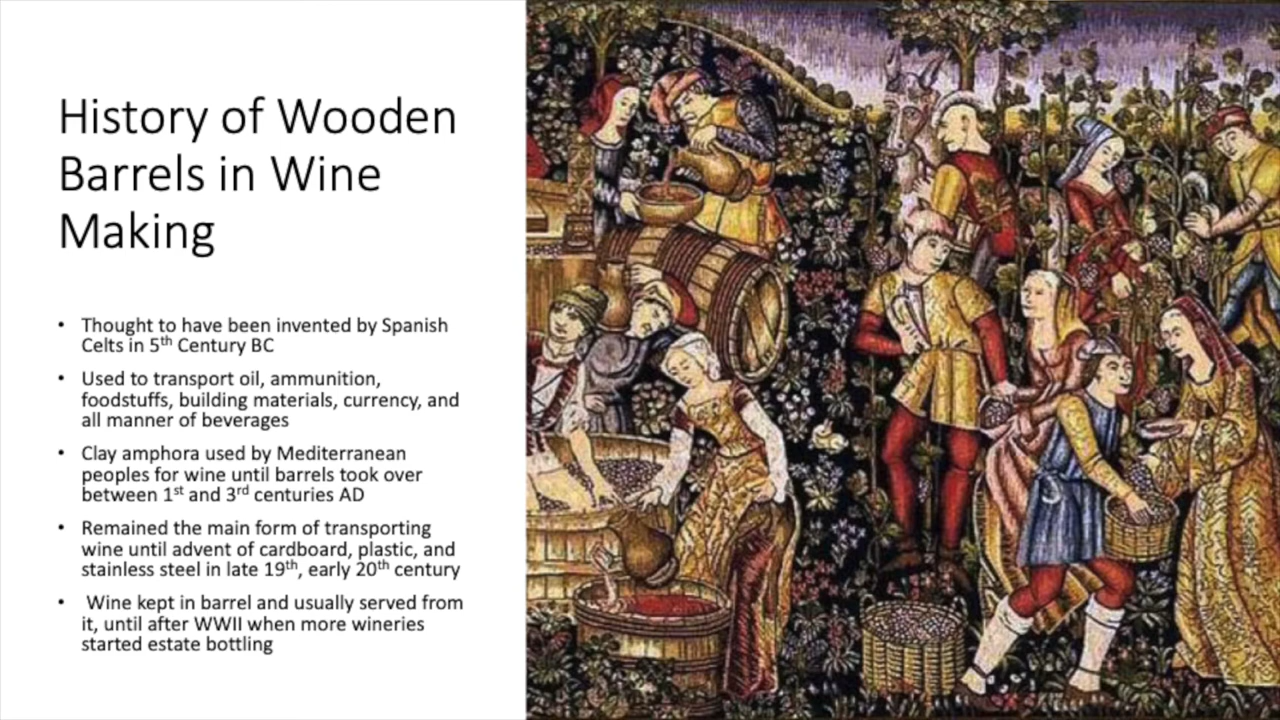 History of Wooden
Barrels in Wine
Making
• Thought to have been invented by Spanish
Celts in 5th Century BC
• Used to transport oil, ammunition,
foodstuffs, building materials, currency, and
all manner of beverages
• Clay amphora used by Mediterranean
peoples for wine until barrels took over
between 1st and 3rd centuries AD
• Remained the main form of transporting
wine until advent of cardboard, plastic, and
stainless steel in late 19th, early 20th century
• Wine kept in barrel and usually served from
it, until after WWII when more wineries
started estate bottling